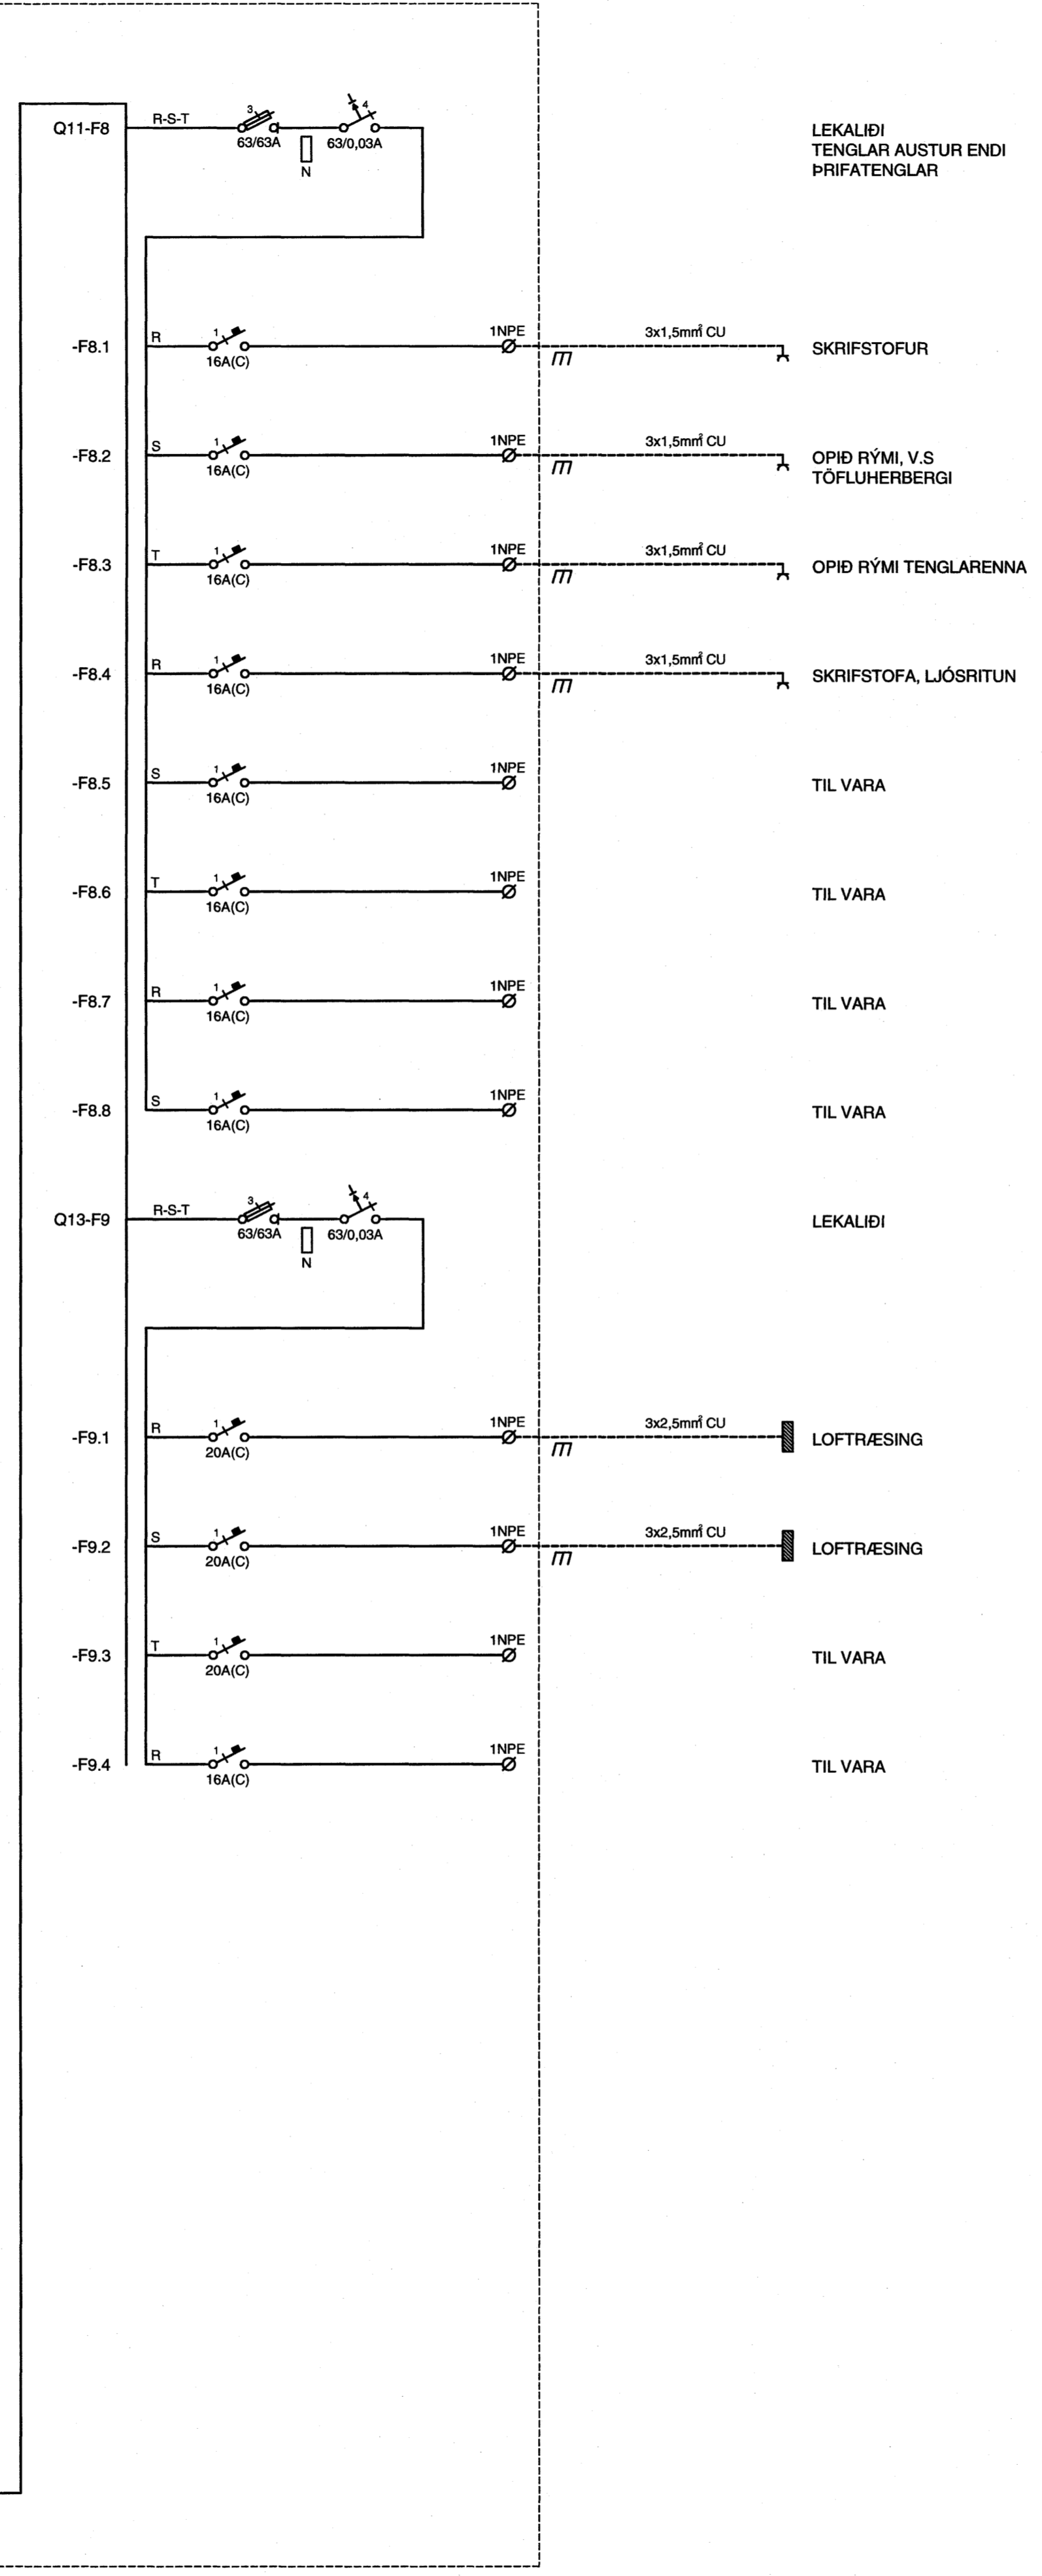 Q11-F8 R-S-T 3 4 LEKALIÐI
63/63A 63/0,03A TENGLAR AUSTUR ENDI
N ÞRIFATENGLAR
R 1 1NPE 3x1,5mm² CU
-F8.1 16A(C) SKRIFSTOFUR
S 1 1NPE 3x1,5mm² CU
-F8.2 16A(C) OPIÐ RÝMI, V.S
TÖFLUHERBERGI
T 1 1NPE 3x1,5mm² CU
-F8.3 16A(C) OPIÐ RÝMI TENGLARENNA
R 1 1NPE 3x1,5mm² CU
-F8.4 16A(C) SKRIFSTOFA, LJÓSRITUN
S 1 1NPE
-F8.5 16A(C) TIL VARA
T 1 1NPE
-F8.6 16A(C) TIL VARA
R 1 1NPE
-F8.7 16A(C) TIL VARA
S 1 1NPE
-F8.8 16A(C) TIL VARA
Q13-F9 R-S-T 3 4 LEKALIÐI
63/63A 63/0,03A
N
R 1 1NPE 3x2,5mm² CU
-F9.1 20A(C) LOFTRÆSING
S 1 1NPE 3x2,5mm² CU
-F9.2 20A(C) LOFTRÆSING
T 1 1NPE
-F9.3 20A(C) TIL VARA
R 1 1NPE
-F9.4 16A(C) TIL VARA